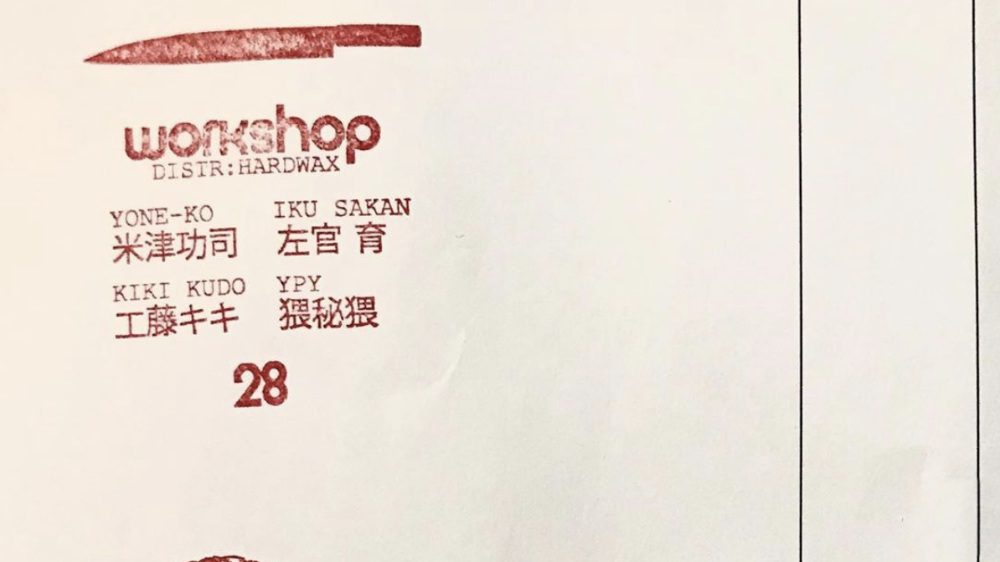 workshop
DISTR:HARDWAX
YONE-KO IKU SAKAN
米津功司 左官 育
KIKI KUDO YPY
工藤キキ 猥秘猥
28